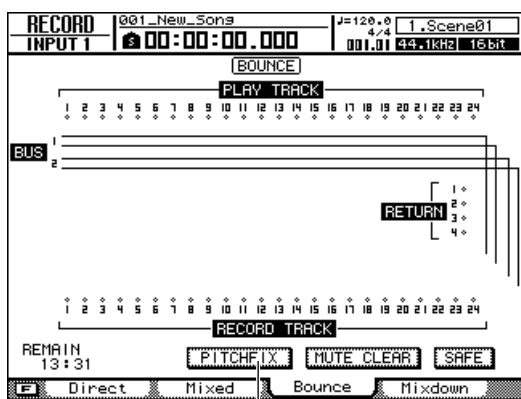 RECORD 001_New_Song ♩=120.0 1.Scene01
INPUT 1 S 00:00:00.000 4/4 001.01 44.1kHz 16bit
BOUNCE
PLAY TRACK
1 2 3 4 5 6 7 8 9 10 11 12 13 14 15 16 17 18 19 20 21 22 23 24
BUS 1
2
RETURN 1
2
3
4
1 2 3 4 5 6 7 8 9 10 11 12 13 14 15 16 17 18 19 20 21 22 23 24
RECORD TRACK
REMAIN
13:31 PITCHFIX MUTE CLEAR SAFE
F Direct Mixed Bounce Mixdown